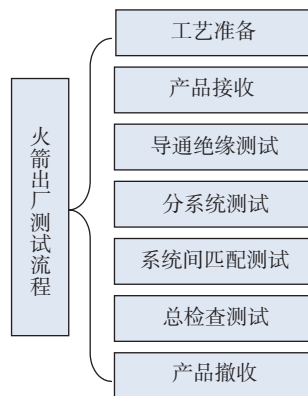 火箭出厂测试流程
工艺准备
产品接收
导通绝缘测试
分系统测试
系统间匹配测试
总检查测试
产品撤收